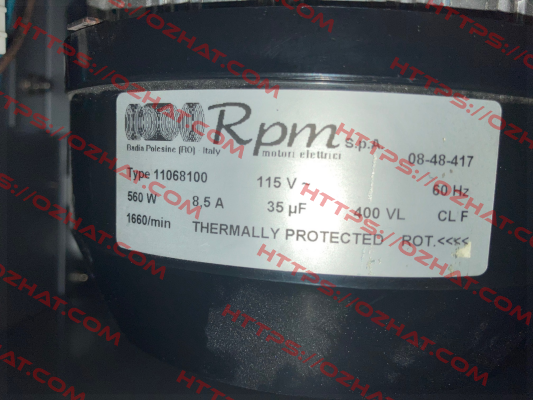 Rpm S.p.A.
Badia Polesine (RO) Italy motori elettrici 08-48-417
Type 11068100 115 V 60 Hz
560 W 8,5 A 35 µF 400 VL CL F
1660/min THERMALLY PROTECTED ROT.<<<<
HTTPS://OZHAT.COM